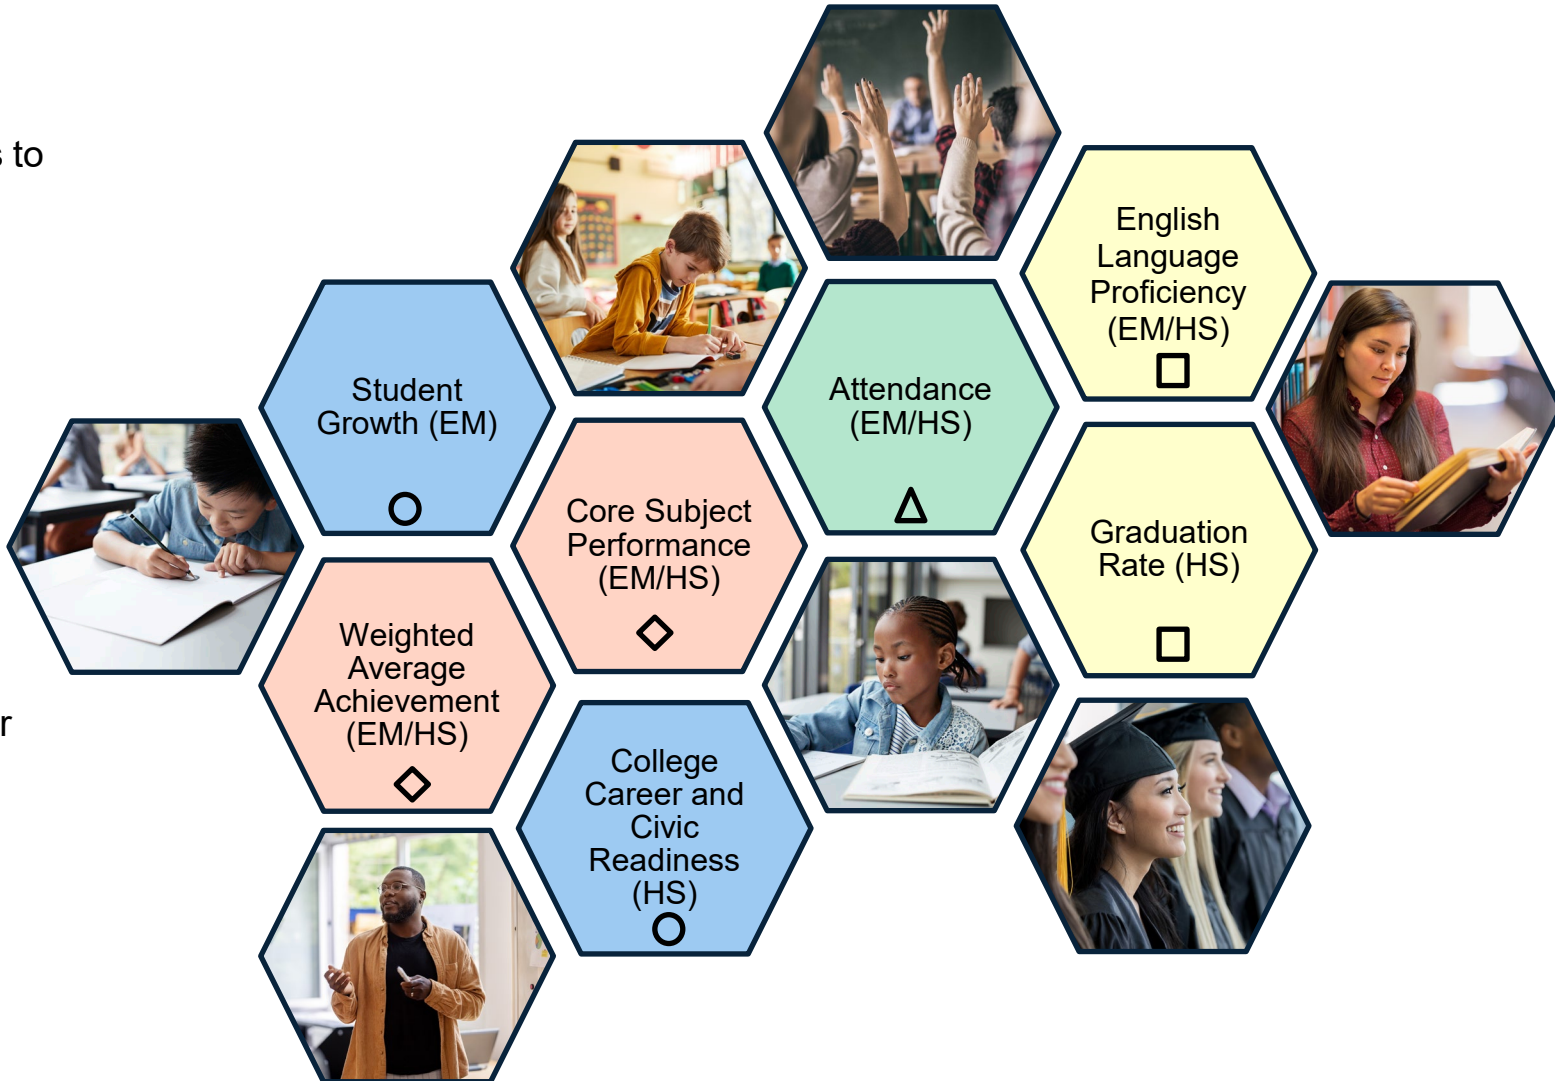 s to
r
English
Language
Proficiency
(EM/HS)
Student
Growth (EM)
Attendance
(EM/HS)
Core Subject
Performance
(EM/HS)
Graduation
Rate (HS)
Weighted
Average
Achievement
(EM/HS)
College
Career and
Civic
Readiness
(HS)